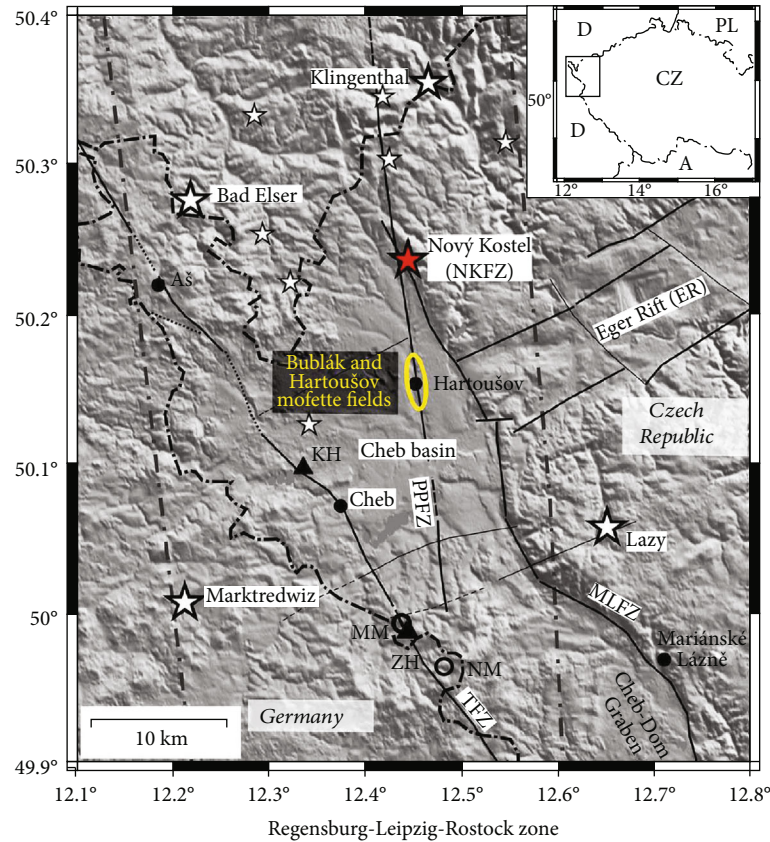 50.4°
50.3°
50.2°
50.1°
50°
49.9°
D
PL
CZ
50°
D
A
12°
14°
16°
Klingenthal
Bad Elser
Nový Kostel
(NKFZ)
Aš
Eger Rift (ER)
Bublák and
Hartoušov
mofette fields
Hartoušov
Czech
Republic
KH
Cheb basin
Cheb
PPFZ
Lazy
Marktredwiz
MLFZ
MM
Mariánské
Lázně
ZH
NM
TFZ
Cheb-Dom
Graben
Germany
10 km
12.1°
12.2°
12.3°
12.4°
12.5°
12.6°
12.7°
12.8°
Regensburg-Leipzig-Rostock zone